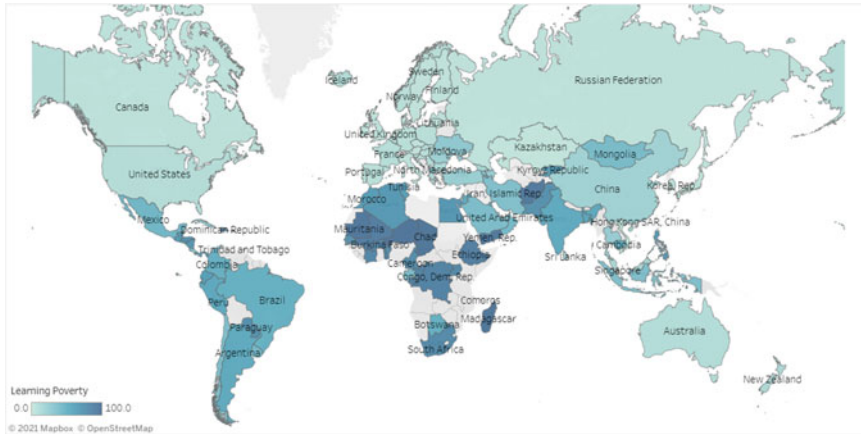 Iceland
Sweden
Finland
Norway
Russian Federation
Canada
Lithuania
United Kingdom
Kazakhstan
Moldova
Mongolia
France
United States
Portugal
North Macedonia
Kyrgyz Republic
China
Korea, Rep.
Tunisia
Iran, Islamic Rep.
Morocco
Mexico
Dominican Republic
Mauritania
United Arab Emirates
Hong Kong SAR, China
Burkina Faso
Chad
Yemen, Rep.
Cambodia
Trinidad and Tobago
Ethiopia
Sri Lanka
Colombia
Cameroon
Singapore
Congo, Dem. Rep.
Peru
Brazil
Comoros
Madagascar
Paraguay
Botswana
Australia
Argentina
South Africa
New Zealand
Learning Poverty
0.0 100.0
© 2021 Mapbox © OpenStreetMap